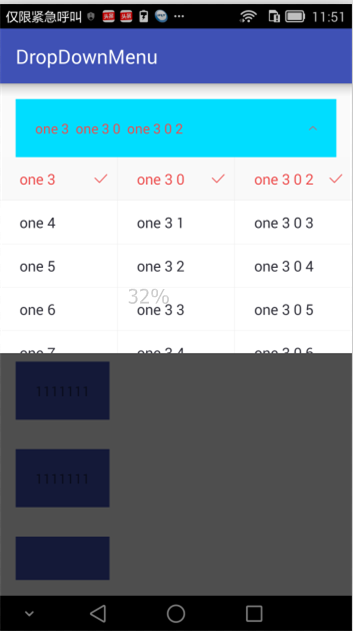 仅限紧急呼叫 11:51
DropDownMenu
one 3 one 3 0 one 3 0 2
one 3 one 3 0 one 3 0 2
one 4 one 3 1 one 3 0 3
one 5 one 3 2 one 3 0 4
32%
one 6 one 3 3 one 3 0 5
one 7 one 3 4 one 3 0 6
1111111
1111111